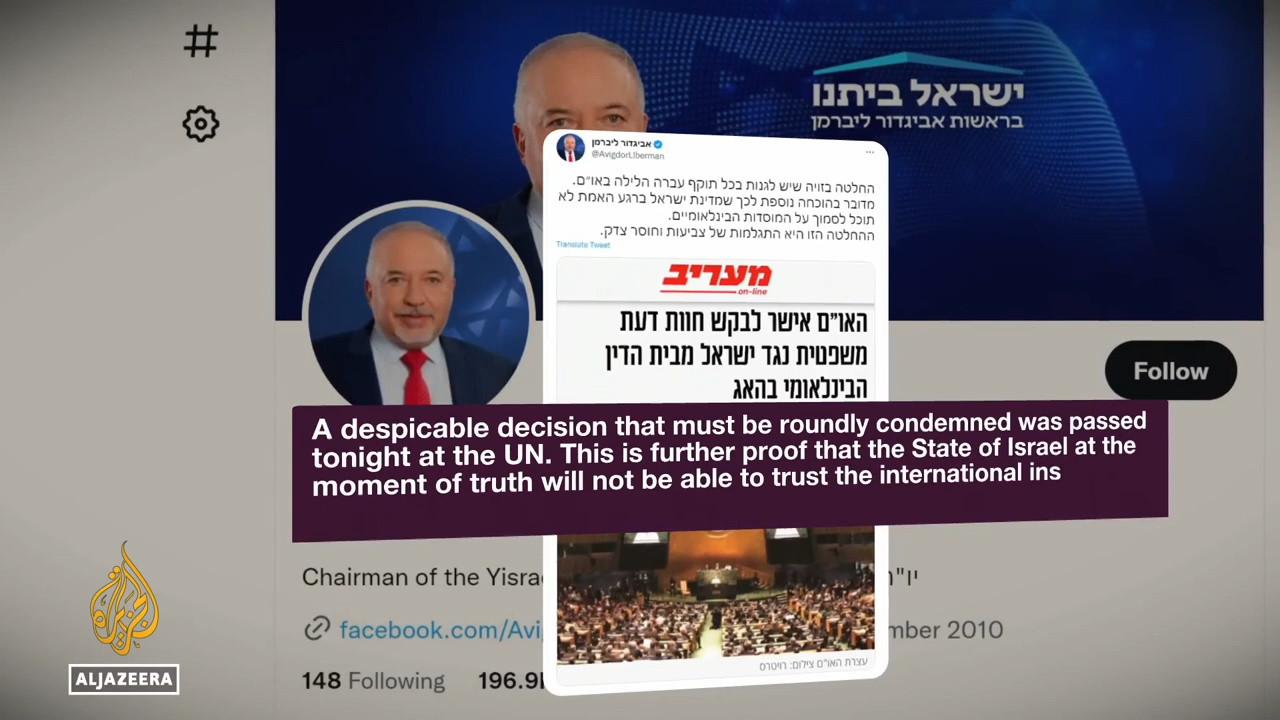 #
ישראל ביתנו
בראשות אביגדור ליברמן
אביגדור ליברמן
@AvigdorLiberman
החלטה בזויה שיש לגנות בכל תוקף עברה הלילה באו״ם.
מדובר בהוכחה נוספת לכך שמדינת ישראל ברגע האמת לא
תוכל לסמוך על המוסדות הבינלאומיים.
ההחלטה הזו היא התגלמות של צביעות וחוסר צדק.
Translate Tweet
מעריב
on-line
האו״ם אישר לבקש חוות דעת
משפטית נגד ישראל מבית הדין
הבינלאומי בהאג
Follow
A despicable decision that must be roundly condemned was passed
tonight at the UN. This is further proof that the State of Israel at the
moment of truth will not be able to trust the international ins
Chairman of the
facebook.com/Avi
2010
148 Following
עצרת האו״ם צילום: רויטרס
الجزيرة
ALJAZEERA